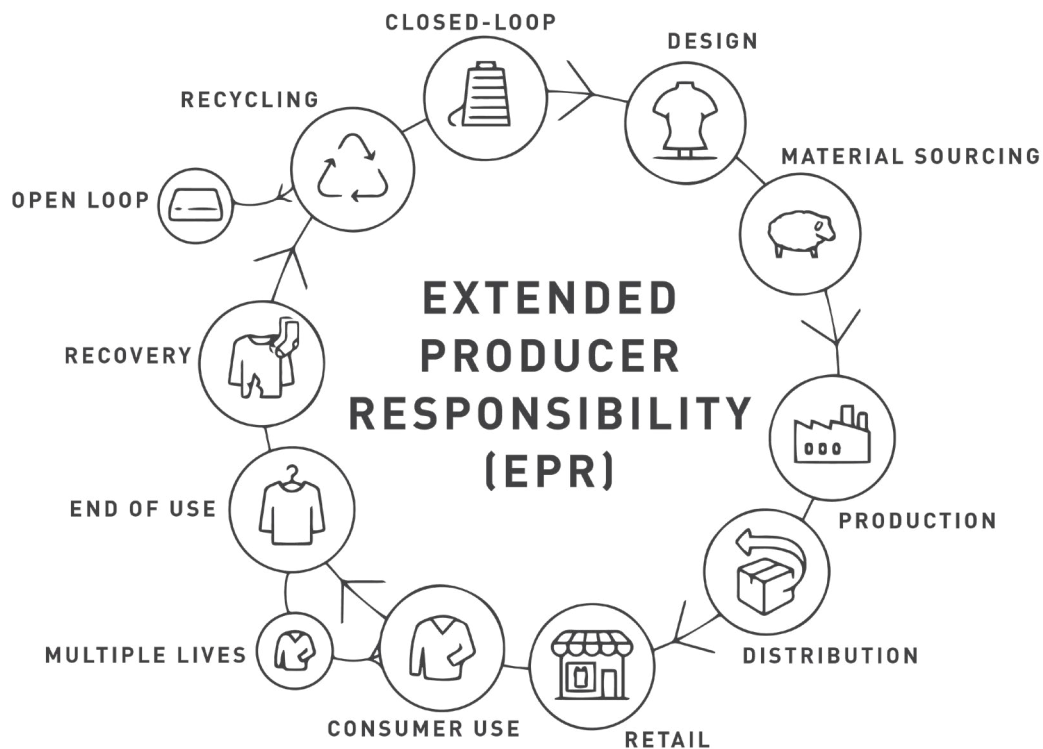 CLOSED-LOOP
DESIGN
RECYCLING
MATERIAL SOURCING
OPEN LOOP
EXTENDED
PRODUCER
RESPONSIBILITY
(EPR)
RECOVERY
END OF USE
PRODUCTION
MULTIPLE LIVES
DISTRIBUTION
CONSUMER USE
RETAIL